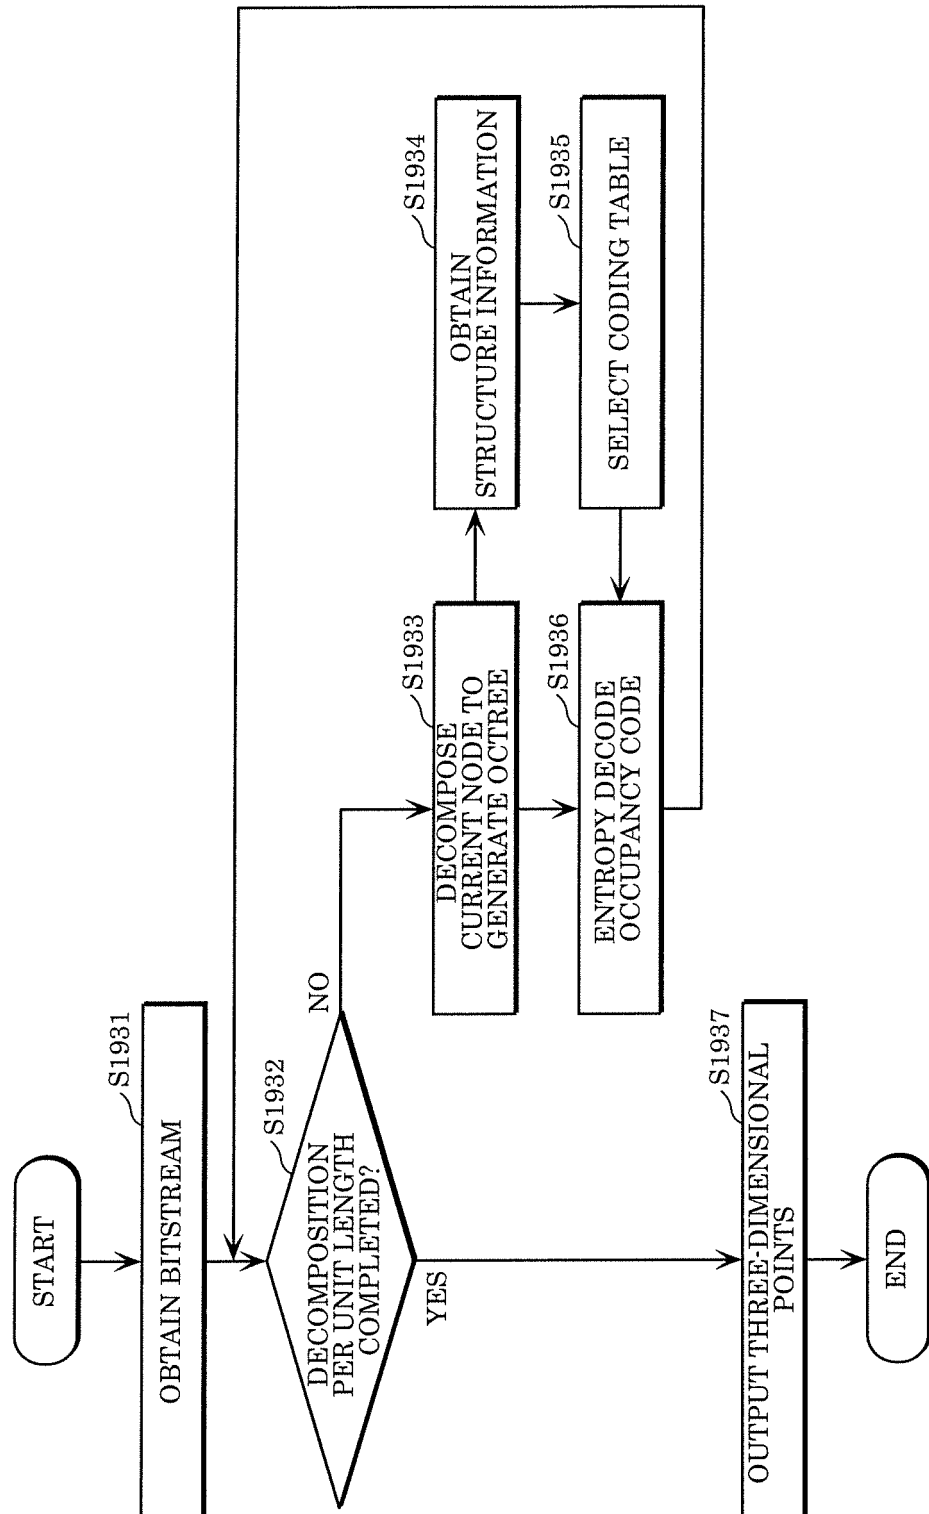 START
S1931
OBTAIN BITSTREAM
S1932
DECOMPOSITION
PER UNIT LENGTH
COMPLETED?
NO
YES
S1933
DECOMPOSE
CURRENT NODE TO
GENERATE OCTREE
S1934
OBTAIN
STRUCTURE INFORMATION
S1935
SELECT CODING TABLE
S1936
ENTROPY DECODE
OCCUPANCY CODE
S1937
OUTPUT THREE-DIMENSIONAL
POINTS
END